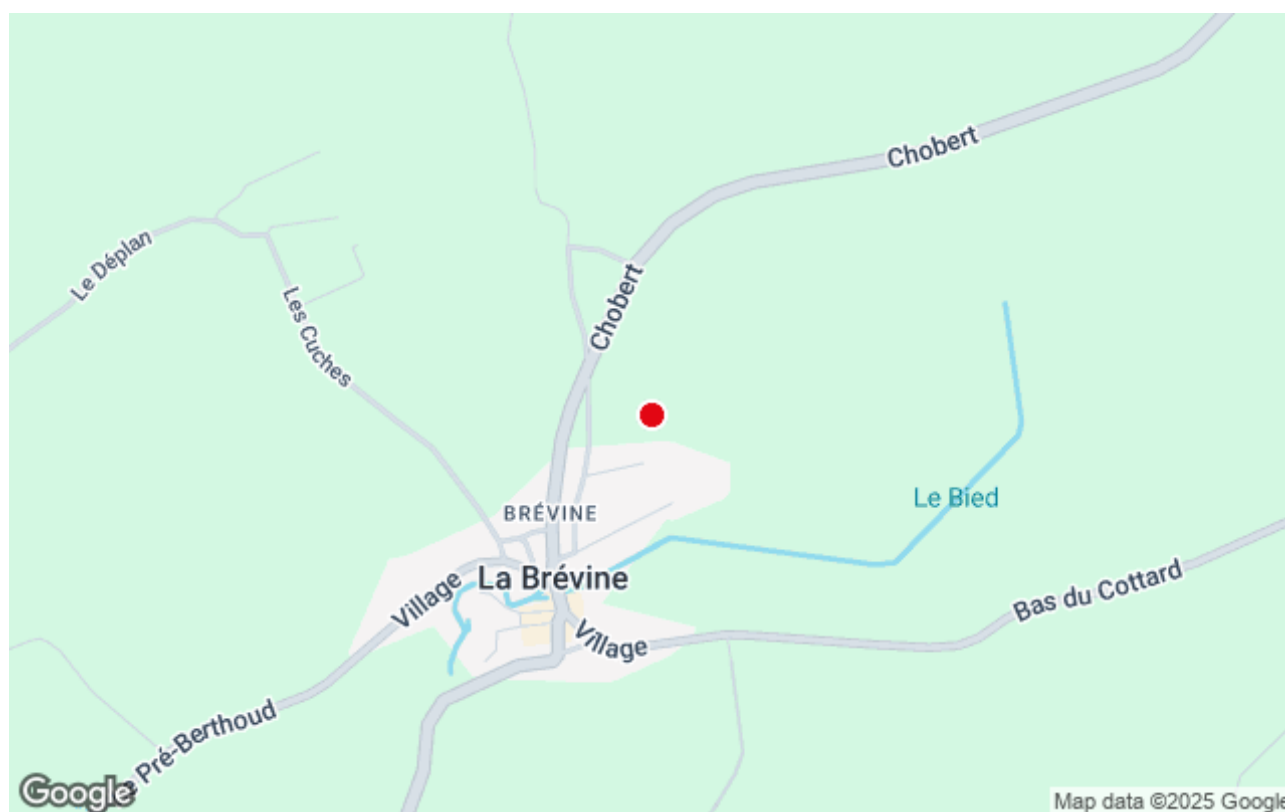 Chobert
Le Déplan
Les Cuches
Chobert
Le Bied
BRÉVINE
La Brévine
Village
Village
Bas du Cottard
Pré-Berthoud
Google
Map data ©2025 Google